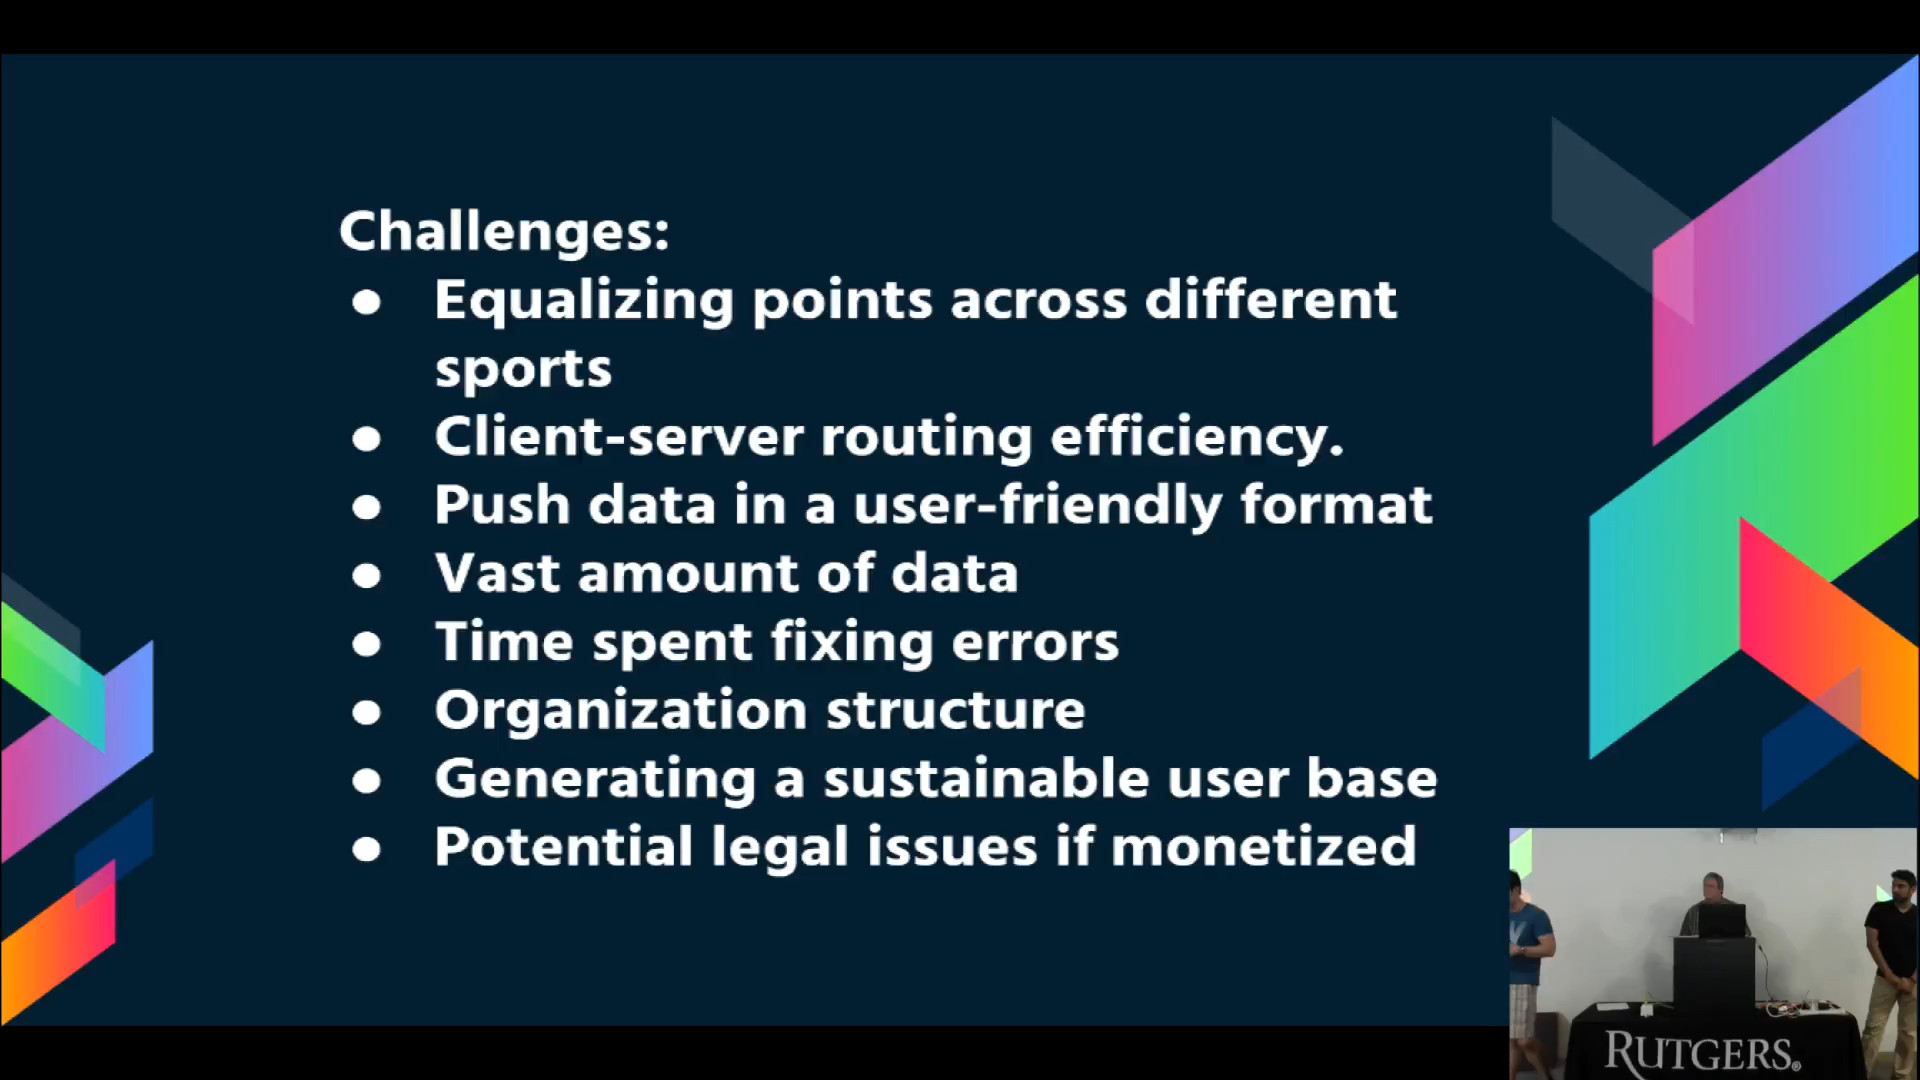 Challenges:
● Equalizing points across different
sports
● Client-server routing efficiency.
● Push data in a user-friendly format
● Vast amount of data
● Time spent fixing errors
● Organization structure
● Generating a sustainable user base
● Potential legal issues if monetized
RUTGERS®